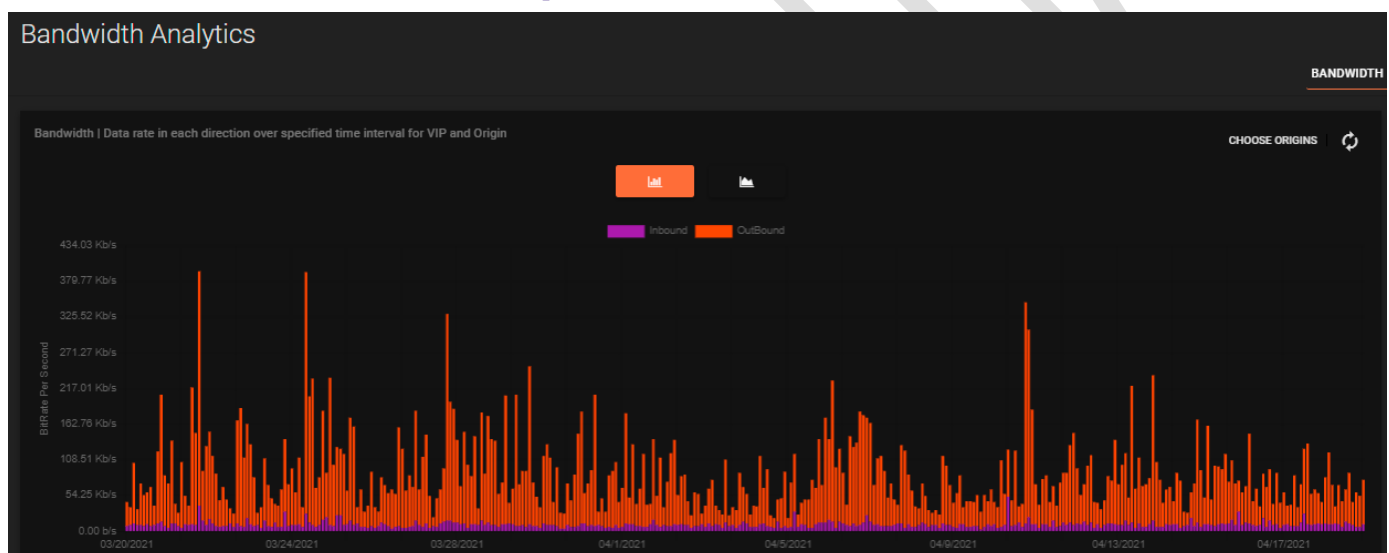 Bandwidth Analytics
BANDWIDTH
Bandwidth | Data rate in each direction over specified time interval for VIP and Origin
CHOOSE ORIGINS
Inbound OutBound
434.03 Kb/s
379.77 Kb/s
325.52 Kb/s
271.27 Kb/s
217.01 Kb/s
162.76 Kb/s
108.51 Kb/s
54.25 Kb/s
0.00 b/s
BitRate Per Second
03/20/2021 03/24/2021 03/28/2021 04/1/2021 04/5/2021 04/9/2021 04/13/2021 04/17/2021